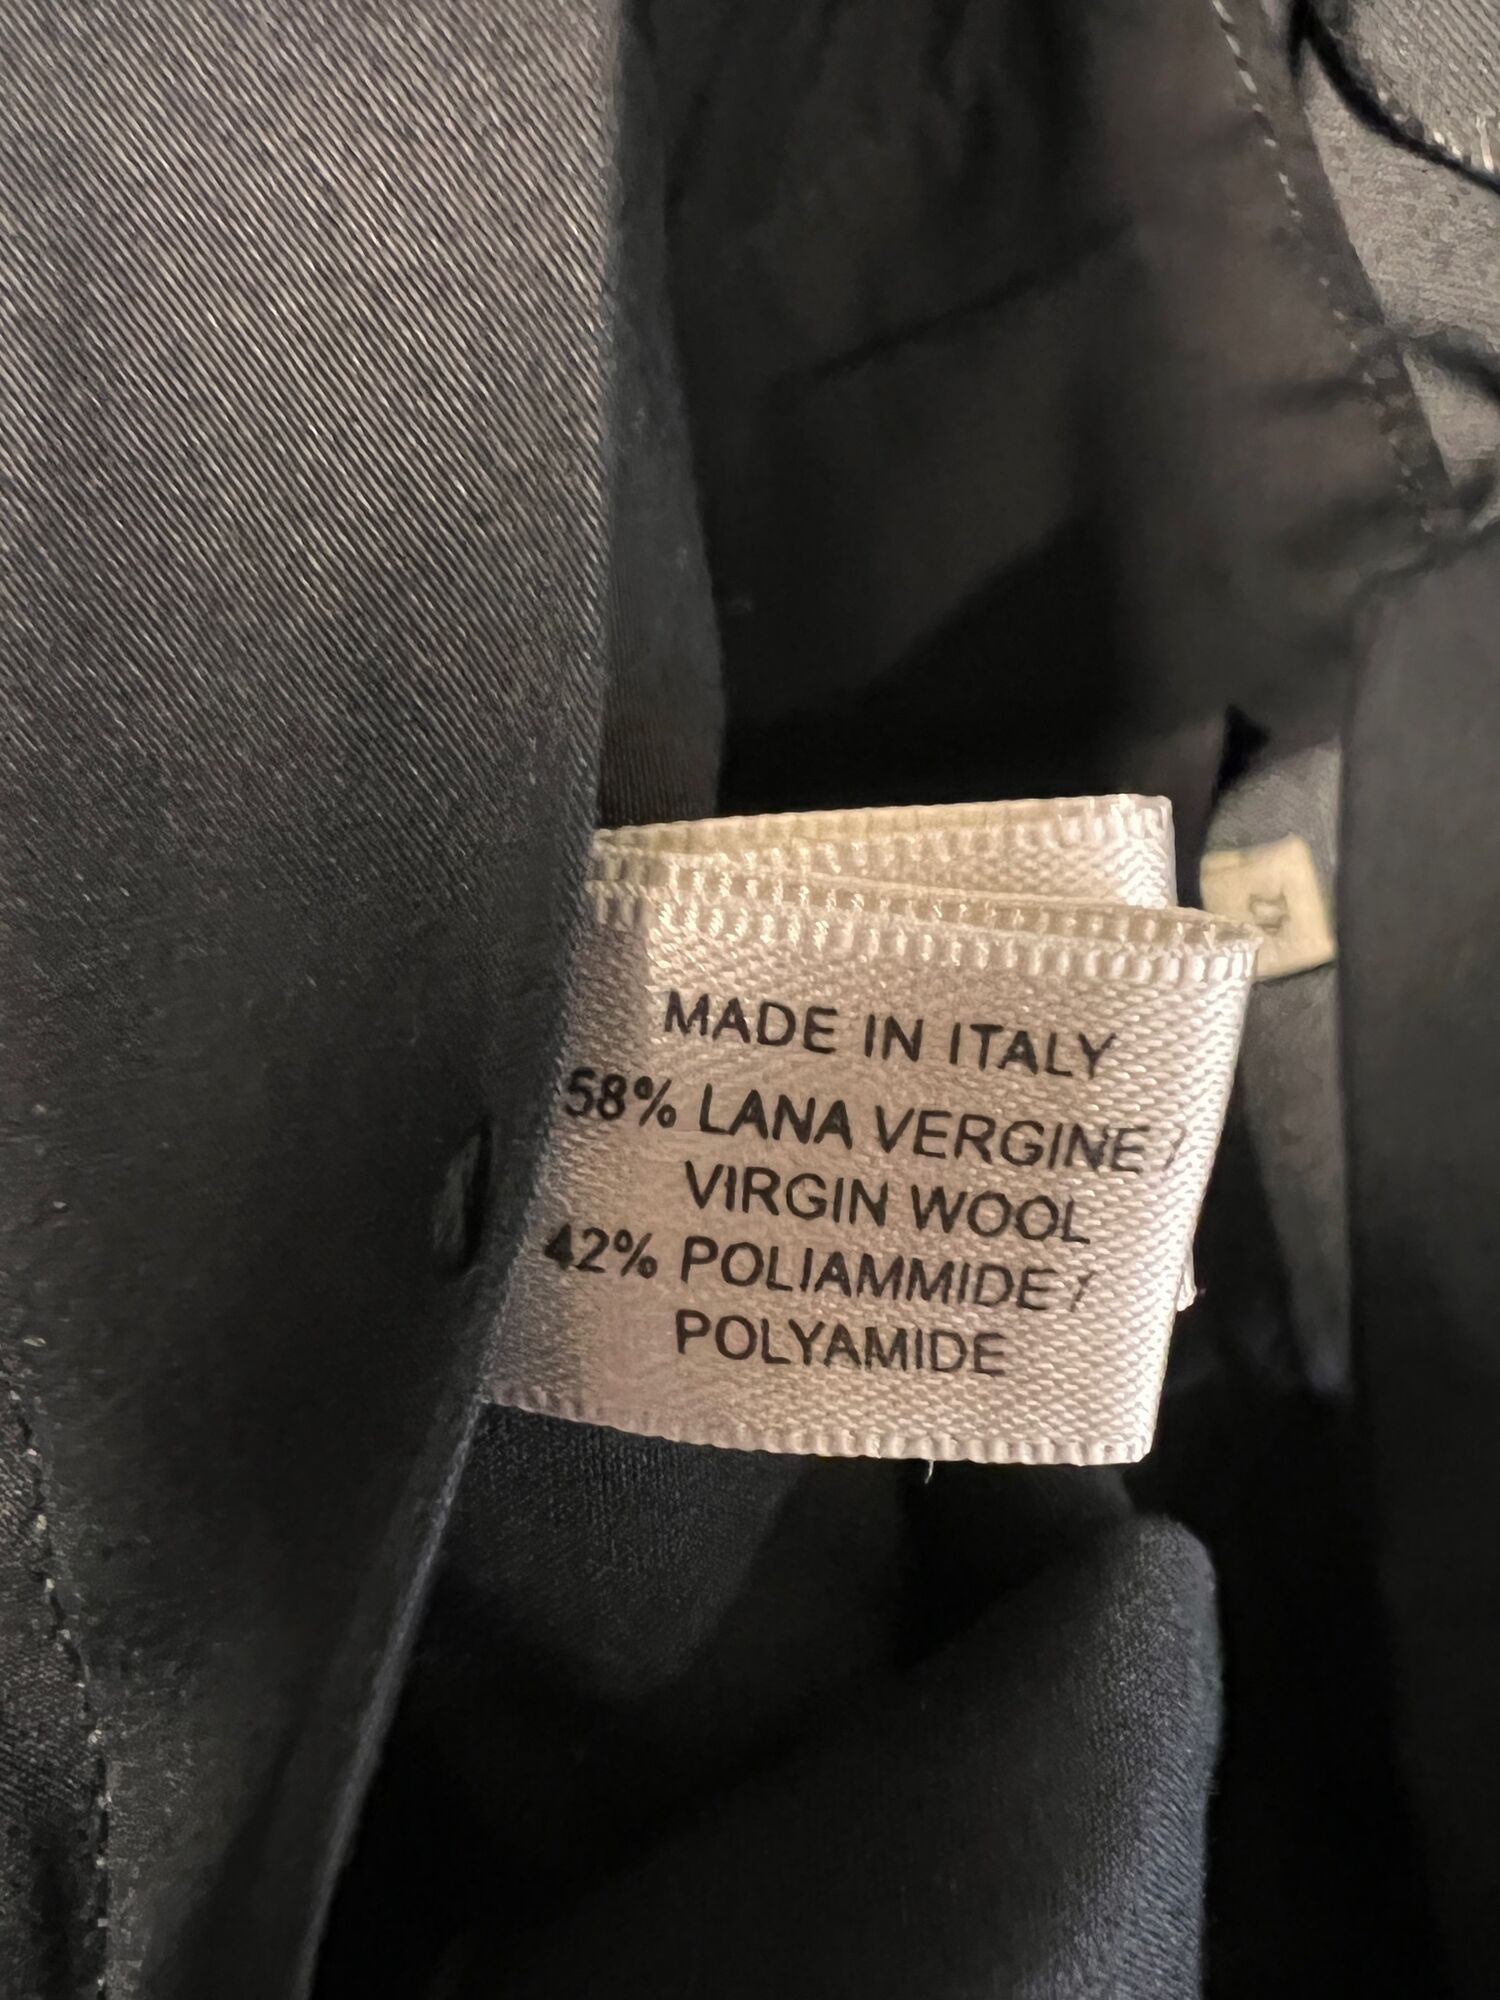 MADE IN ITALY
58% LANA VERGINE /
VIRGIN WOOL
42% POLIAMMIDE /
POLYAMIDE